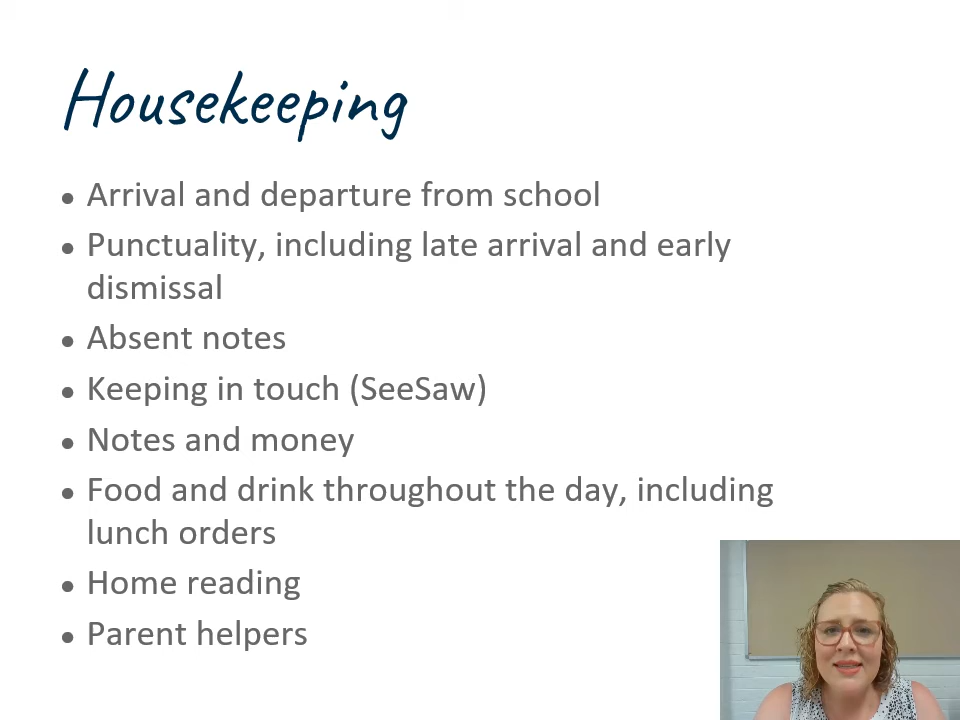 Housekeeping
• Arrival and departure from school
• Punctuality, including late arrival and early
dismissal
• Absent notes
• Keeping in touch (SeeSaw)
• Notes and money
• Food and drink throughout the day, including
lunch orders
• Home reading
• Parent helpers